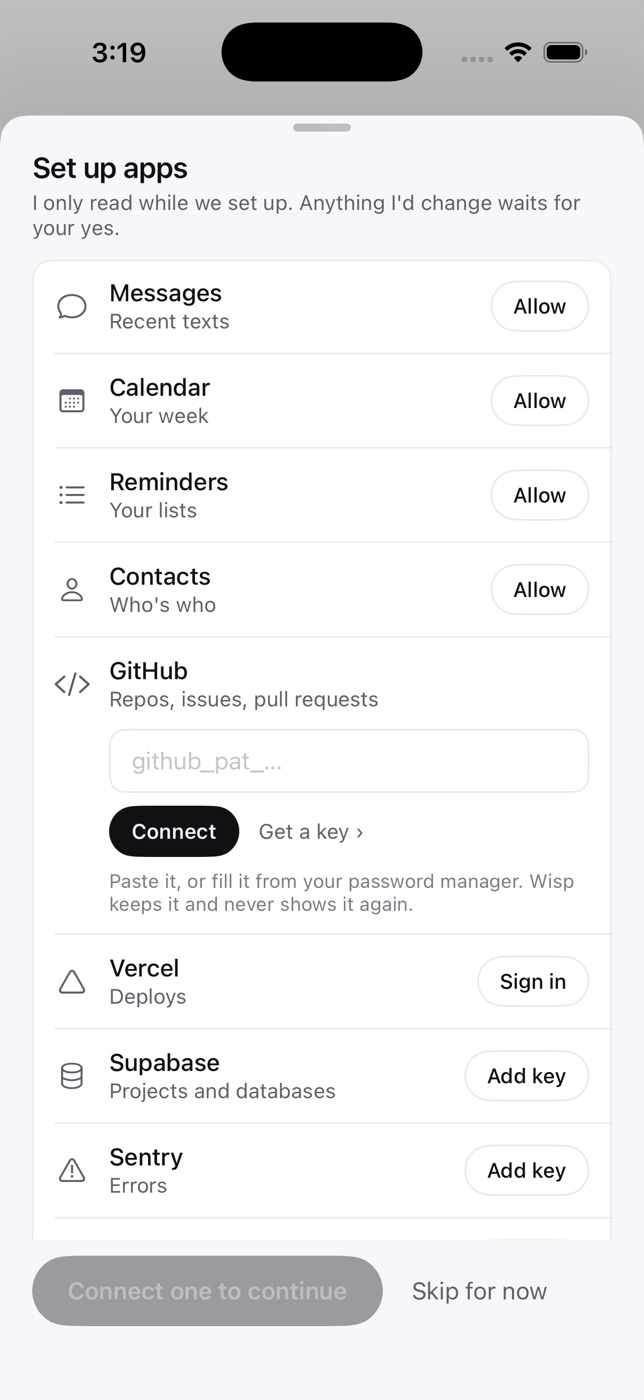 3:19
Set up apps
I only read while we set up. Anything I'd change waits for
your yes.
Messages
Recent texts
Allow
Calendar
Your week
Allow
Reminders
Your lists
Allow
Contacts
Who's who
Allow
GitHub
Repos, issues, pull requests
github_pat_...
Connect
Get a key ›
Paste it, or fill it from your password manager. Wisp
keeps it and never shows it again.
Vercel
Deploys
Sign in
Supabase
Projects and databases
Add key
Sentry
Errors
Add key
Connect one to continue
Skip for now